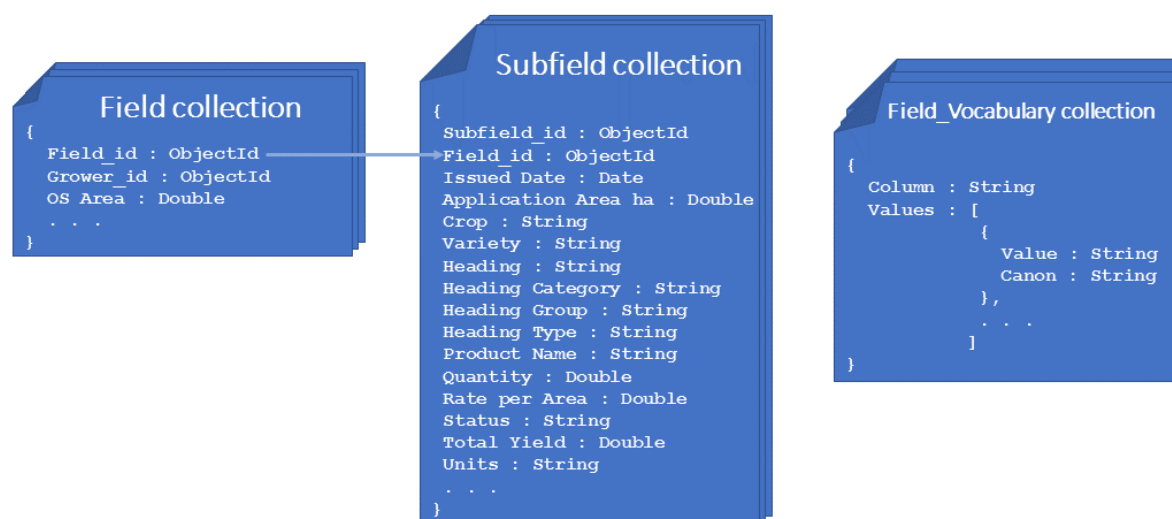 Field collection
{
Field_id : ObjectId
Grower_id : ObjectId
OS Area : Double
. . .
}
Subfield collection
{
Subfield_id : ObjectId
Field_id : ObjectId
Issued Date : Date
Application Area ha : Double
Crop : String
Variety : String
Heading : String
Heading Category : String
Heading Group : String
Heading Type : String
Product Name : String
Quantity : Double
Rate per Area : Double
Status : String
Total Yield : Double
Units : String
. . .
}
Field_Vocabulary collection
{
Column : String
Values : [
{
Value : String
Canon : String
},
. . .
]
}